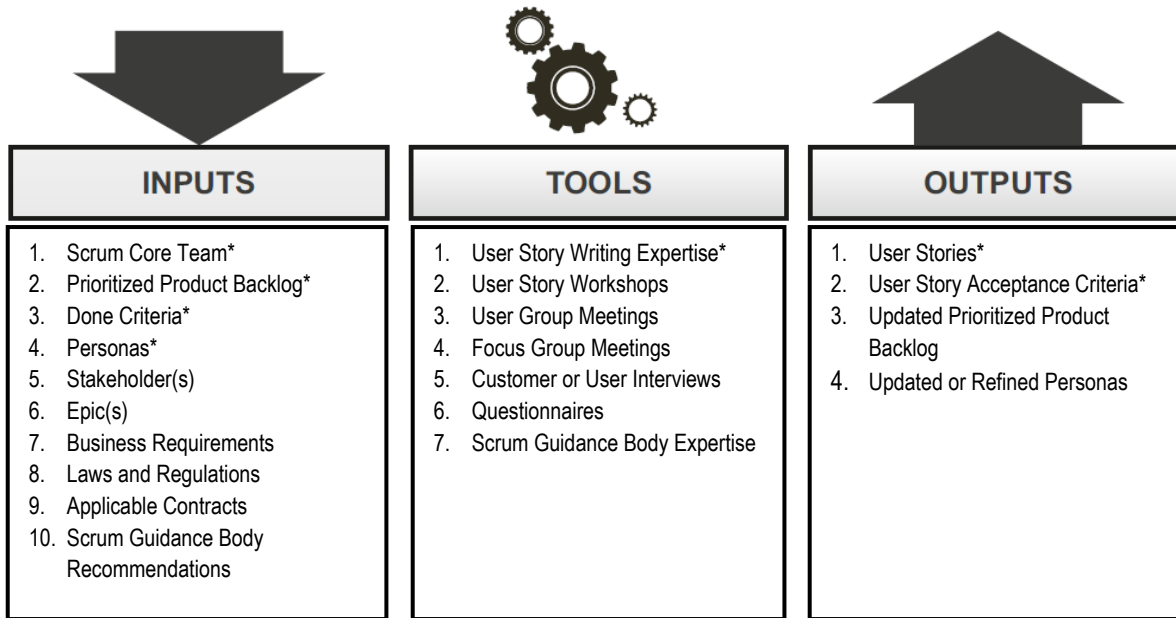 INPUTS
1. Scrum Core Team*
2. Prioritized Product Backlog*
3. Done Criteria*
4. Personas*
5. Stakeholder(s)
6. Epic(s)
7. Business Requirements
8. Laws and Regulations
9. Applicable Contracts
10. Scrum Guidance Body
Recommendations
TOOLS
1. User Story Writing Expertise*
2. User Story Workshops
3. User Group Meetings
4. Focus Group Meetings
5. Customer or User Interviews
6. Questionnaires
7. Scrum Guidance Body Expertise
OUTPUTS
1. User Stories*
2. User Story Acceptance Criteria*
3. Updated Prioritized Product
Backlog
4. Updated or Refined Personas